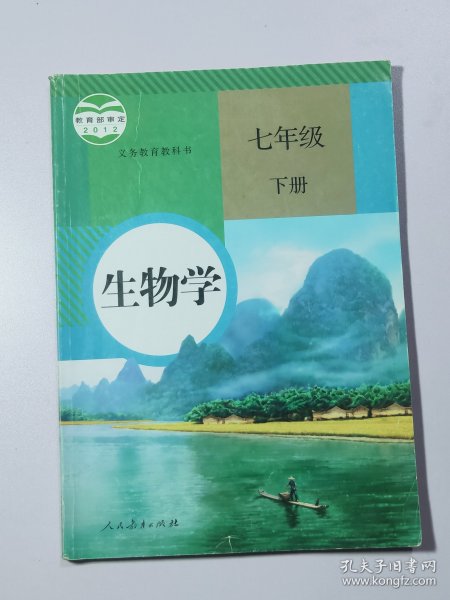 教育部审定
2012
义务教育教科书
七年级
下册
生物学
人民教育出版社
孔夫子旧书网
www.kongfz.com